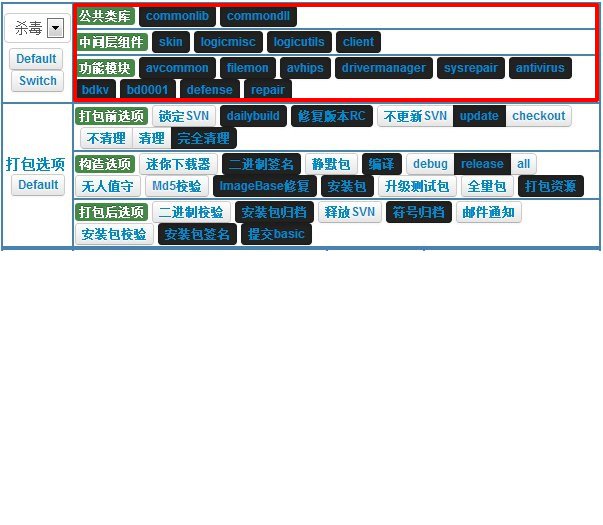 杀毒
Default
Switch
公共类库 commonlib commondll
中间层组件 skin logicmisc logicutils client
功能模块 avcommon filemon avhips drivermanager sysrepair antivirus
bdkv bd0001 defense repair
打包选项
Default
打包前选项 锁定SVN dailybuild 修复版本RC 不更新SVN update checkout
不清理 清理 完全清理
构造选项 迷你下载器 二进制签名 静默包 编译 debug release all
无人值守 Md5校验 ImageBase修复 安装包 升级测试包 全量包 打包资源
打包后选项 二进制校验 安装包归档 释放SVN 符号归档 邮件通知
安装包校验 安装包签名 提交basic